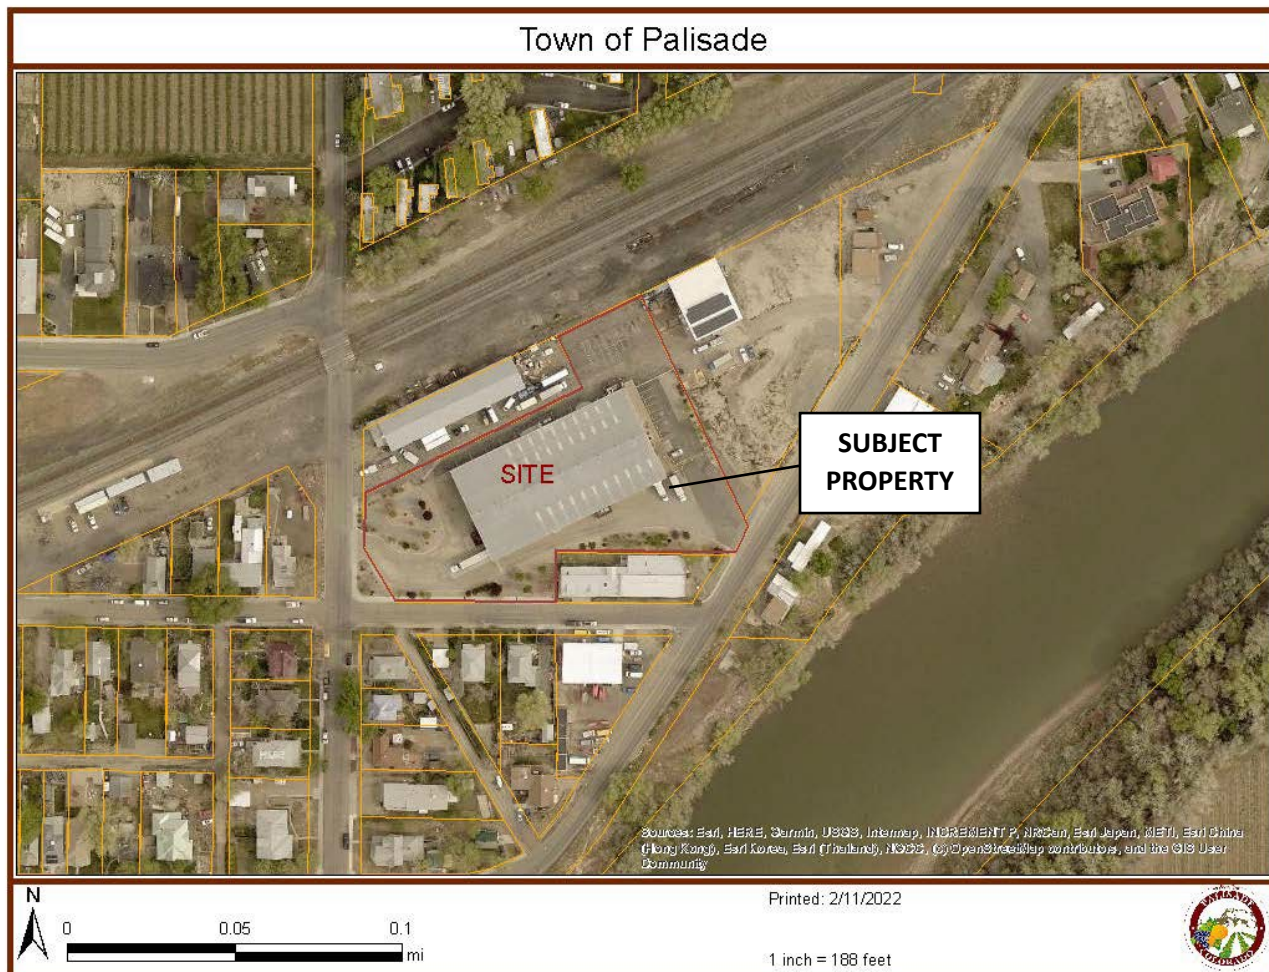 Town of Palisade
SITE
SUBJECT
PROPERTY
Sources: Esri, HERE, Garmin, USGS, Intermap, INCREMENT P, NRCan, Esri Japan, METI, Esri China
(Hong Kong), Esri Korea, Esri (Thailand), NGCC, (c) OpenStreetMap contributors, and the GIS User
Community
N
0 0.05 0.1
mi
Printed: 2/11/2022
1 inch = 188 feet
PALISADE
COLORADO